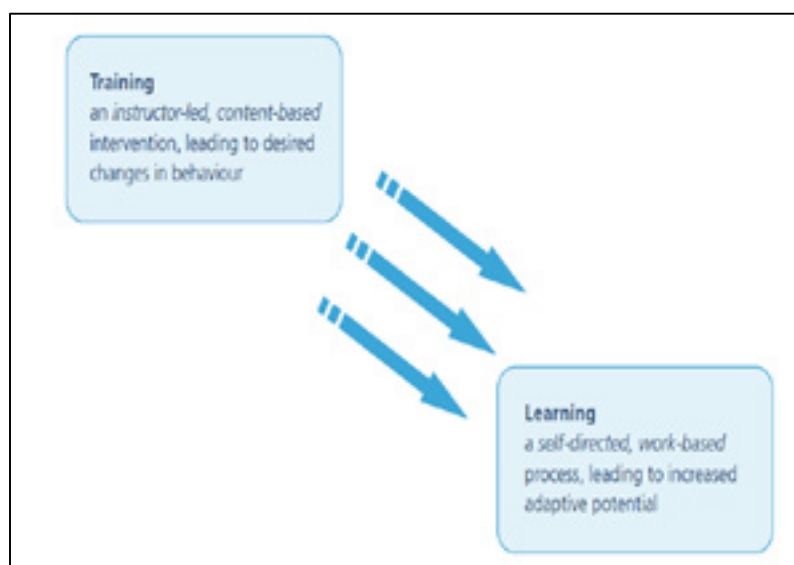 Training
an instructor-led, content-based
intervention, leading to desired
changes in behaviour
Learning
a self-directed, work-based
process, leading to increased
adaptive potential